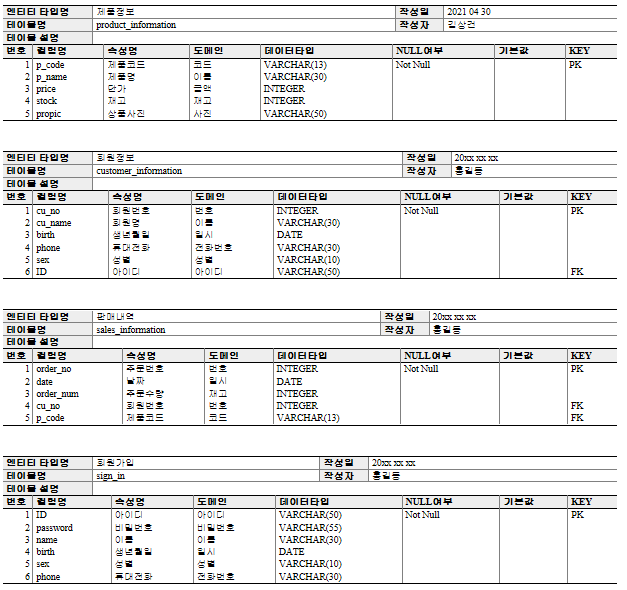 엔티티 타입명 제품정보 작성일 2021 04 30
테이블명 product_information 작성자 김상건
테이블 설명
번호 컬럼명 속성명 도메인 데이터타입 NULL여부 기본값 KEY
1 p_code 제품코드 코드 VARCHAR(13) Not Null PK
2 p_name 제품명 이름 VARCHAR(30)
3 price 단가 금액 INTEGER
4 stock 재고 재고 INTEGER
5 propic 상품사진 사진 VARCHAR(50)
엔티티 타입명 회원정보 작성일 20xx xx xx
테이블명 customer_information 작성자 홍길동
테이블 설명
번호 컬럼명 속성명 도메인 데이터타입 NULL여부 기본값 KEY
1 cu_no 회원번호 번호 INTEGER Not Null PK
2 cu_name 회원명 이름 VARCHAR(30)
3 birth 생년월일 일시 DATE
4 phone 휴대전화 전화번호 VARCHAR(30)
5 sex 성별 성별 VARCHAR(10)
6 ID 아이디 아이디 VARCHAR(50) FK
엔티티 타입명 판매내역 작성일 20xx xx xx
테이블명 sales_information 작성자 홍길동
테이블 설명
번호 컬럼명 속성명 도메인 데이터타입 NULL여부 기본값 KEY
1 order_no 주문번호 번호 INTEGER Not Null PK
2 date 날짜 일시 DATE
3 order_num 주문수량 재고 INTEGER
4 cu_no 회원번호 번호 INTEGER FK
5 p_code 제품코드 코드 VARCHAR(13) FK
엔티티 타입명 회원가입 작성일 20xx xx xx
테이블명 sign_in 작성자 홍길동
테이블 설명
번호 컬럼명 속성명 도메인 데이터타입 NULL여부 기본값 KEY
1 ID 아이디 아이디 VARCHAR(50) Not Null PK
2 password 비밀번호 비밀번호 VARCHAR(55)
3 name 이름 이름 VARCHAR(30)
4 birth 생년월일 일시 DATE
5 sex 성별 성별 VARCHAR(10)
6 phone 휴대전화 전화번호 VARCHAR(30)